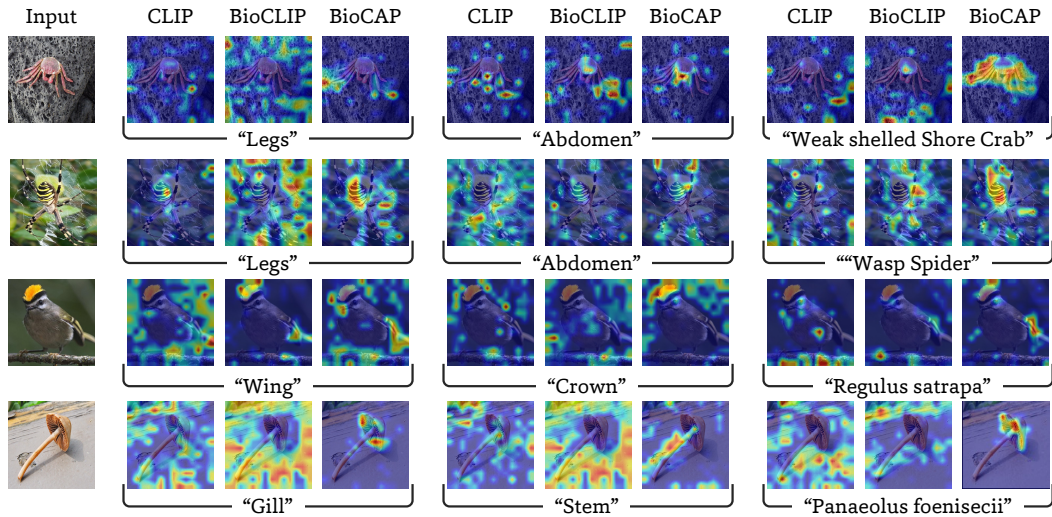 Input CLIP BioCLIP BioCAP CLIP BioCLIP BioCAP CLIP BioCLIP BioCAP
“Legs” “Abdomen” “Weak shelled Shore Crab”
“Legs” “Abdomen” ““Wasp Spider”
“Wing” “Crown” “Regulus satrapa”
“Gill” “Stem” “Panaeolus foenisecii”